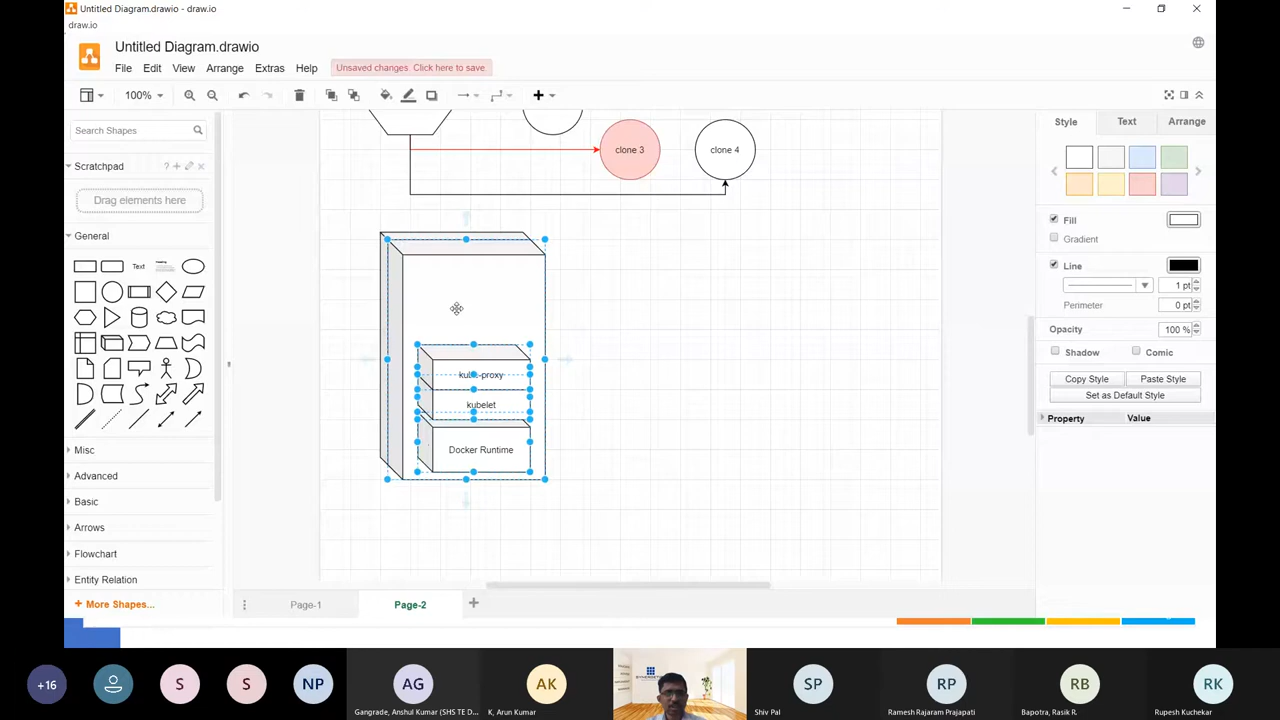 Untitled Diagram.drawio - draw.io
draw.io
Untitled Diagram.drawio
File Edit View Arrange Extras Help
Unsaved changes. Click here to save
100%
Search Shapes
Scratchpad
Drag elements here
General
Text
Misc
Advanced
Basic
Arrows
Flowchart
Entity Relation
+ More Shapes...
clone 3
clone 4
kube-proxy
kubelet
Docker Runtime
Page-1
Page-2
Style Text Arrange
Fill
Gradient
Line
1 pt
Perimeter 0 pt
Opacity 100 %
Shadow Comic
Copy Style Paste Style
Set as Default Style
Property Value
+16
S
S
NP
AG
AK
SP
RP
RB
RK
Gangrade, Anshul Kumar (SHS TE D...
K, Arun Kumar
Shiv Pal
Ramesh Rajaram Prajapati
Bapotra, Rasik R.
Rupesh Kuchekar